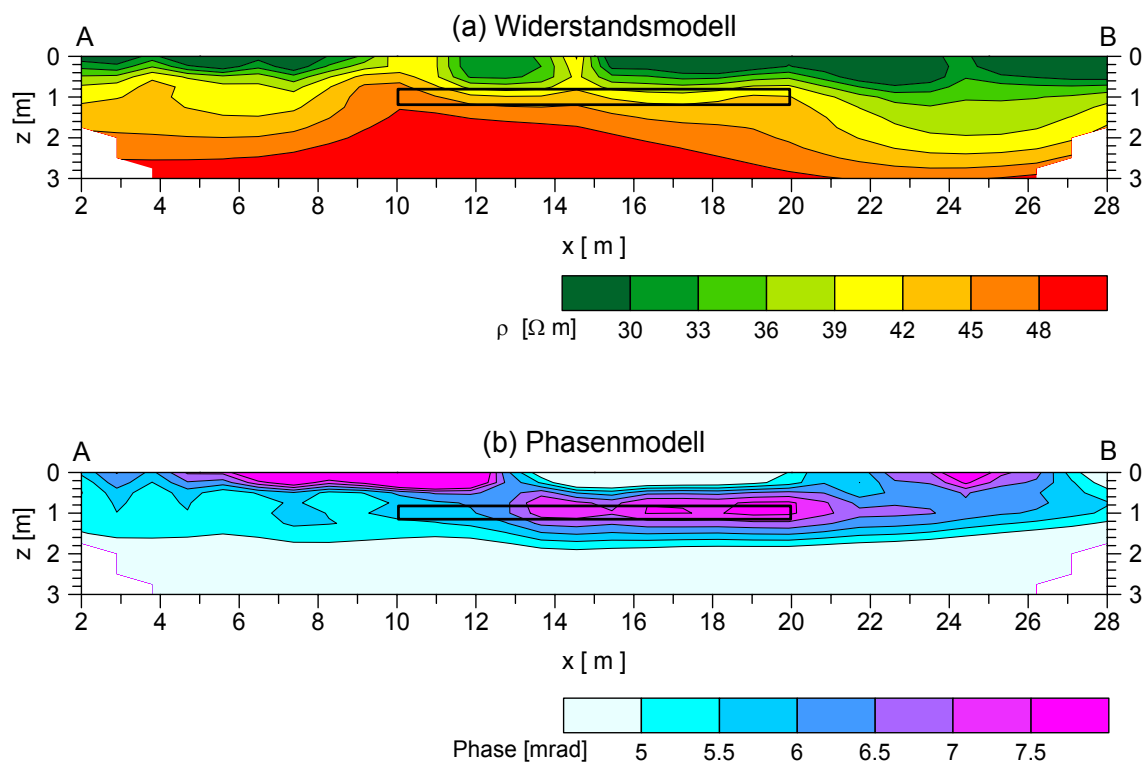 (a) Widerstandsmodell
A B
0 0
1 1
2 2
3 3
z [m]
2 4 6 8 10 12 14 16 18 20 22 24 26 28
x [ m ]
30 33 36 39 42 45 48
ρ [Ω m]
(b) Phasenmodell
A B
0 0
1 1
2 2
3 3
z [m]
2 4 6 8 10 12 14 16 18 20 22 24 26 28
x [ m ]
Phase [mrad] 5 5.5 6 6.5 7 7.5